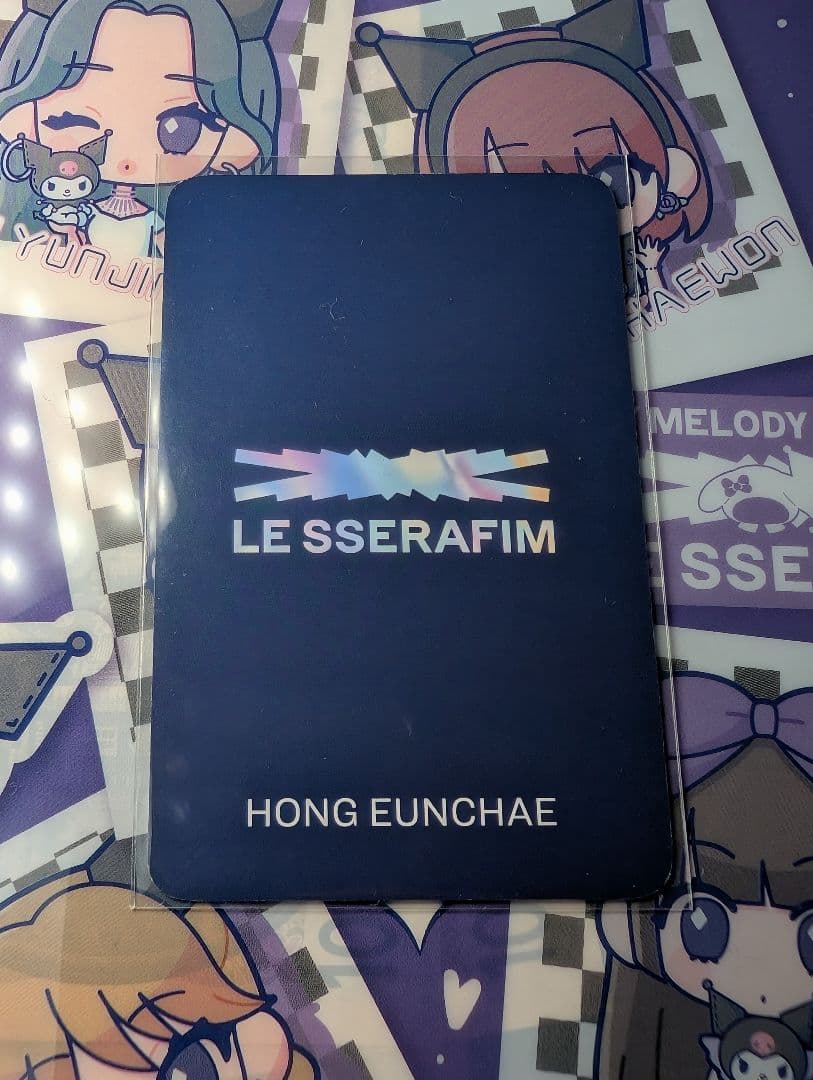 YUNJI
HAEWON
MELODY
LE SSERAFIM
SSE
HONG EUNCHAE